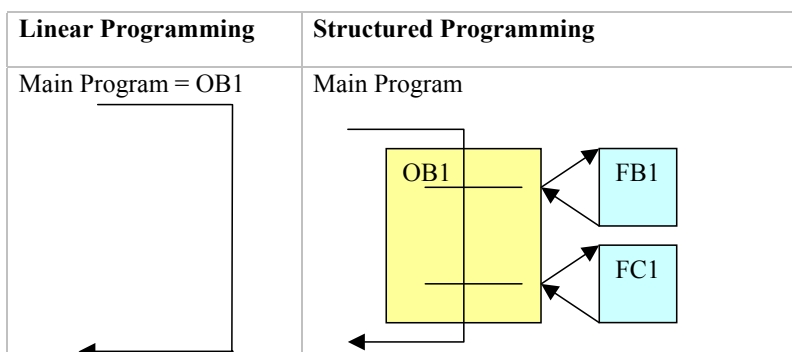 Linear Programming
Structured Programming
Main Program = OB1
Main Program
OB1
FB1
FC1